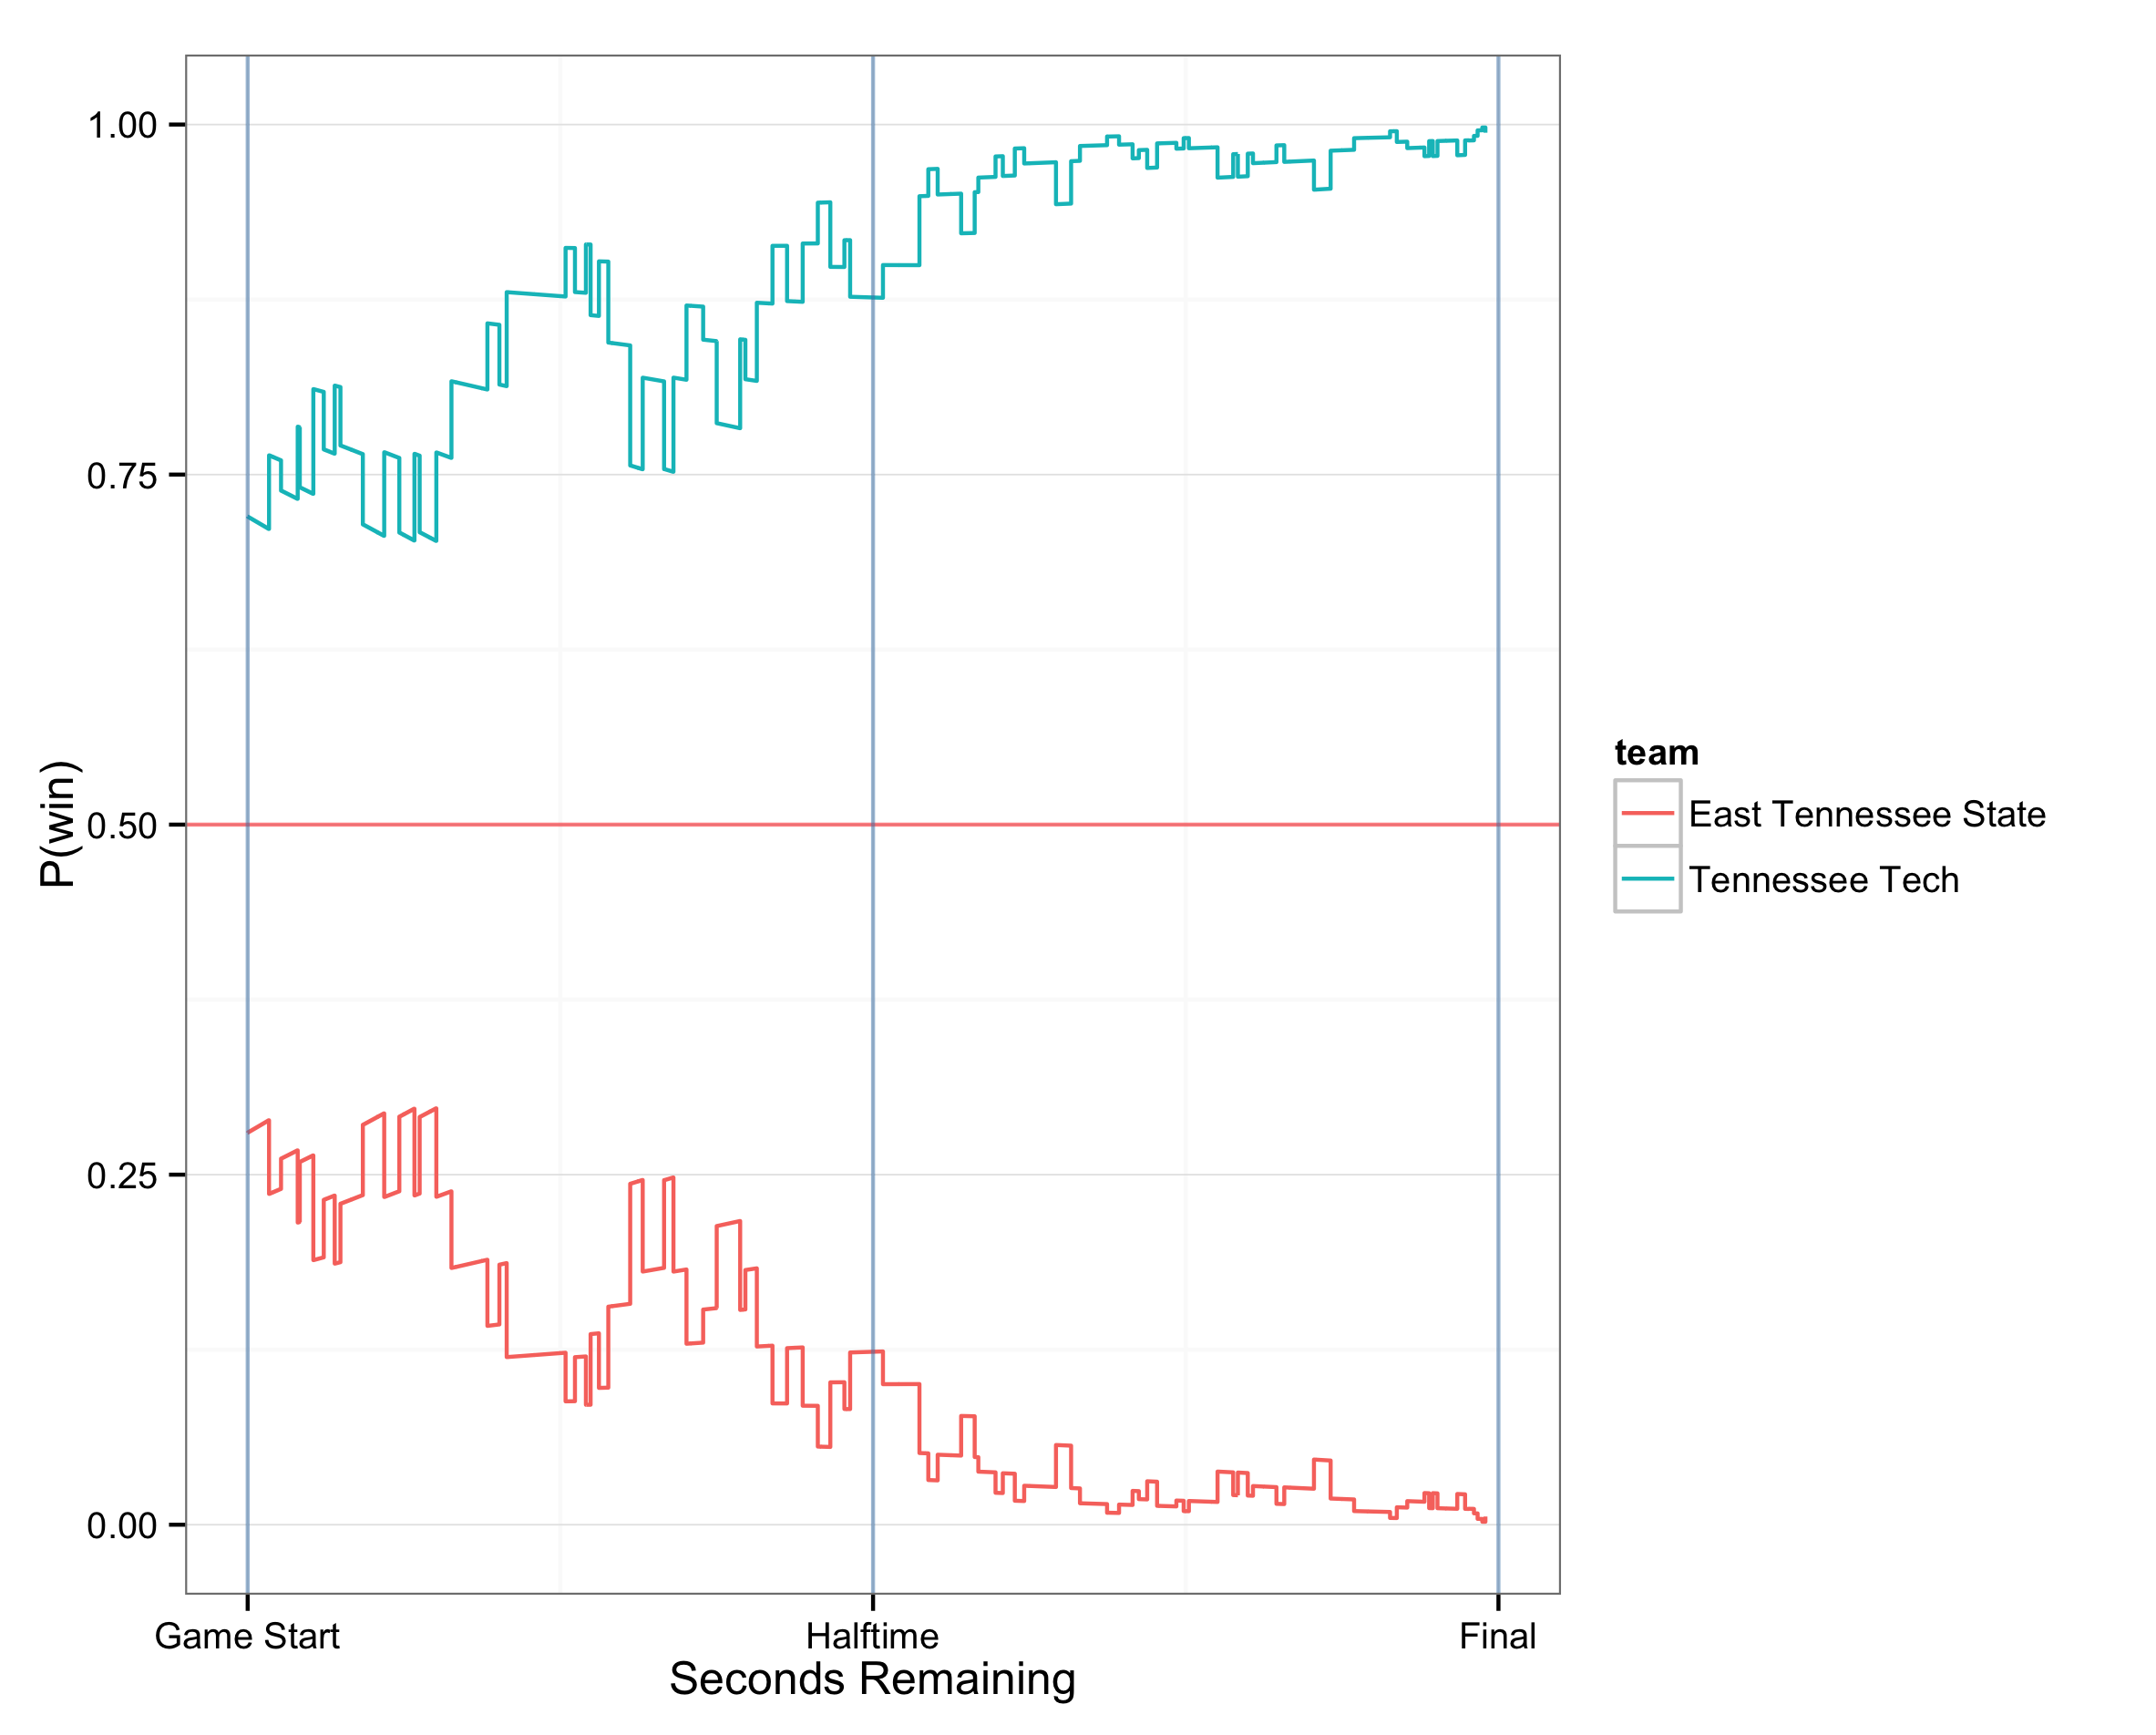 1.00
0.75
0.50
0.25
0.00
P(win)
Game Start
Halftime
Final
Seconds Remaining
team
East Tennessee State
Tennessee Tech